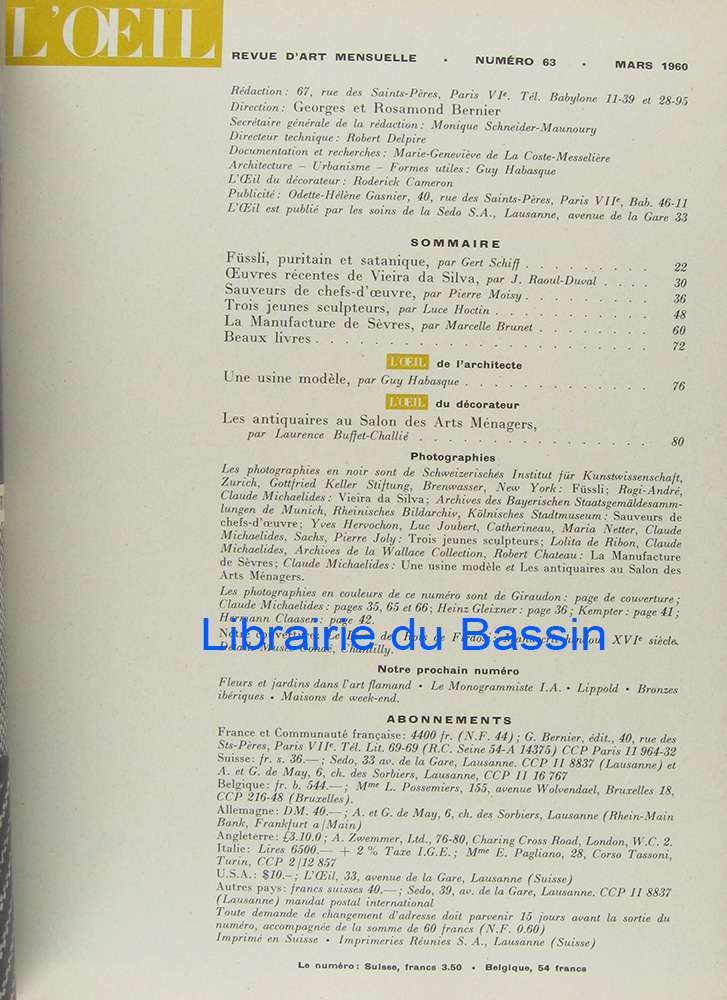 L'ŒIL
REVUE D'ART MENSUELLE · NUMÉRO 63 · MARS 1960
Rédaction: 67, rue des Saints-Pères, Paris VIe. Tél. Babylone 11-39 et 28-95
Direction: Georges et Rosamond Bernier
Secrétaire générale de la rédaction: Monique Schneider-Maunoury
Directeur technique: Robert Delpire
Documentation et recherches: Marie-Geneviève de La Coste-Messelière
Architecture – Urbanisme – Formes utiles: Guy Habasque
L'Œil du décorateur: Roderick Cameron
Publicité: Odette-Hélène Gasnier, 40, rue des Saints-Pères, Paris VIIe, Bab. 46-11
L'Œil est publié par les soins de la Sedo S.A., Lausanne, avenue de la Gare 33
SOMMAIRE
Füssli, puritain et satanique, par Gert Schiff . . . . . . . . . 22
Œuvres récentes de Vieira da Silva, par J. Raoul-Duval . . . . 30
Sauveurs de chefs-d'œuvre, par Pierre Moisy . . . . . . . . . 36
Trois jeunes sculpteurs, par Luce Hoctin . . . . . . . . . . . 48
La Manufacture de Sèvres, par Marcelle Brunet . . . . . . . 60
Beaux livres . . . . . . . . . . . . . . . . . . . . 72
L'ŒIL de l'architecte
Une usine modèle, par Guy Habasque . . . . . . . . . . . . 76
L'ŒIL du décorateur
Les antiquaires au Salon des Arts Ménagers,
par Laurence Buffet-Challié . . . . . . . . . . . . . . . 80
Photographies
Les photographies en noir sont de Schweizerisches Institut für Kunstwissenschaft,
Zurich, Gottfried Keller Stiftung, Brenwasser, New York: Füssli; Rogi-André,
Claude Michaelides: Vieira da Silva; Archives des Bayerischen Staatsgemäldesamm-
lungen de Munich, Rheinisches Bildarchiv, Kölnisches Stadtmuseum: Sauveurs de
chefs-d'œuvre; Yves Hervochon, Luc Joubert, Catherineau, Maria Netter, Claude
Michaelides, Sachs, Pierre Joly: Trois jeunes sculpteurs; Lolita de Ribon, Claude
Michaelides, Archives de la Wallace Collection, Robert Chateau: La Manufacture
de Sèvres; Claude Michaelides: Une usine modèle et Les antiquaires au Salon des
Arts Ménagers.
Les photographies en couleurs de ce numéro sont de Giraudon: page de couverture;
Claude Michaelides: pages 35, 65 et 66; Heinz Gleixner: page 36; Kempter: page 41;
Hermann Claasen: page 42.
Librairie du Bassin
Notre couverture: Le Livre des Rois de Firdosi. Manuscrit hindou XVIe siècle.
Détail, Musée Condé, Chantilly.
Notre prochain numéro
Fleurs et jardins dans l'art flamand • Le Monogrammiste I.A. • Lippold • Bronzes
ibériques • Maisons de week-end.
ABONNEMENTS
France et Communauté française: 4400 fr. (N.F. 44); G. Bernier, édit., 40, rue des
Sts-Pères, Paris VIIe. Tél. Lit. 69-69 (R.C. Seine 54-A 14375) CCP Paris 11 964-32
Suisse: fr. s. 36.—; Sedo, 33 av. de la Gare, Lausanne. CCP II 8837 (Lausanne) et
A. et G. de May, 6, ch. des Sorbiers, Lausanne, CCP II 16 767
Belgique: fr. b. 544.—; Mme L. Possemiers, 155, avenue Wolvendael, Bruxelles 18,
CCP 216-48 (Bruxelles).
Allemagne: DM. 40.—; A. et G. de May, 6, ch. des Sorbiers, Lausanne (Rhein-Main
Bank, Frankfurt a/Main)
Angleterre: £3.10.0; A. Zwemmer, Ltd., 76-80, Charing Cross Road, London, W.C. 2.
Italie: Lires 6500.— + 2 % Taxe I.G.E.; Mme E. Pagliano, 28, Corso Tassoni,
Turin, CCP 2/12 857
U.S.A.: $10.-; L'Œil, 33, avenue de la Gare, Lausanne (Suisse)
Autres pays: francs suisses 40.—; Sedo, 39, av. de la Gare, Lausanne. CCP II 8837
(Lausanne) mandat postal international
Toute demande de changement d'adresse doit parvenir 15 jours avant la sortie du
numéro, accompagnée de la somme de 60 francs (N.F. 0.60)
Imprimé en Suisse • Imprimeries Réunies S. A., Lausanne (Suisse)
Le numéro: Suisse, francs 3.50 • Belgique, 54 francs